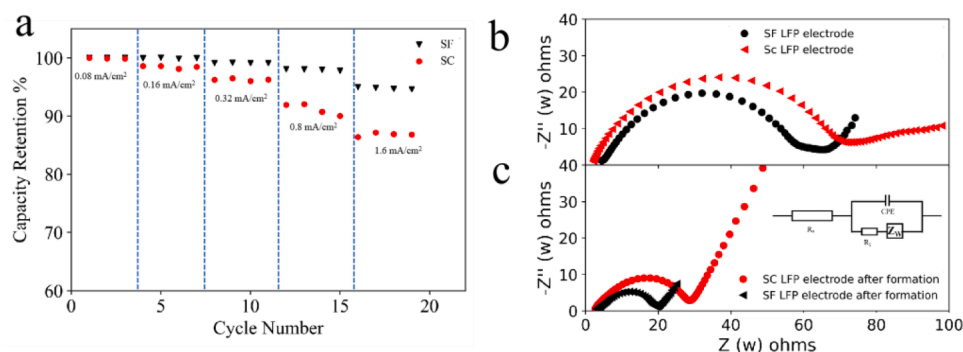 a
Capacity Retention %
100
90
80
70
60
SF
SC
0.08 mA/cm²
0.16 mA/cm²
0.32 mA/cm²
0.8 mA/cm²
1.6 mA/cm²
0
5
10
15
20
Cycle Number
b
-Z'' (w) ohms
40
30
20
10
SF LFP electrode
Sc LFP electrode
c
-Z'' (w) ohms
40
30
20
10
0
CPE
SC LFP electrode after formation
SF LFP electrode after formation
0
20
40
60
80
100
Z (w) ohms